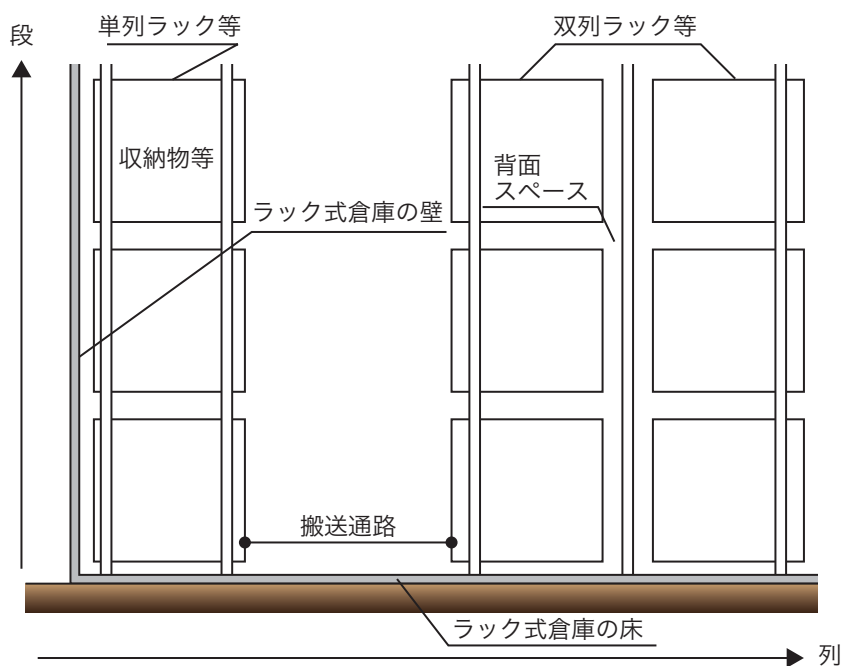 段
単列ラック等
双列ラック等
収納物等
背面
スペース
ラック式倉庫の壁
搬送通路
ラック式倉庫の床
列